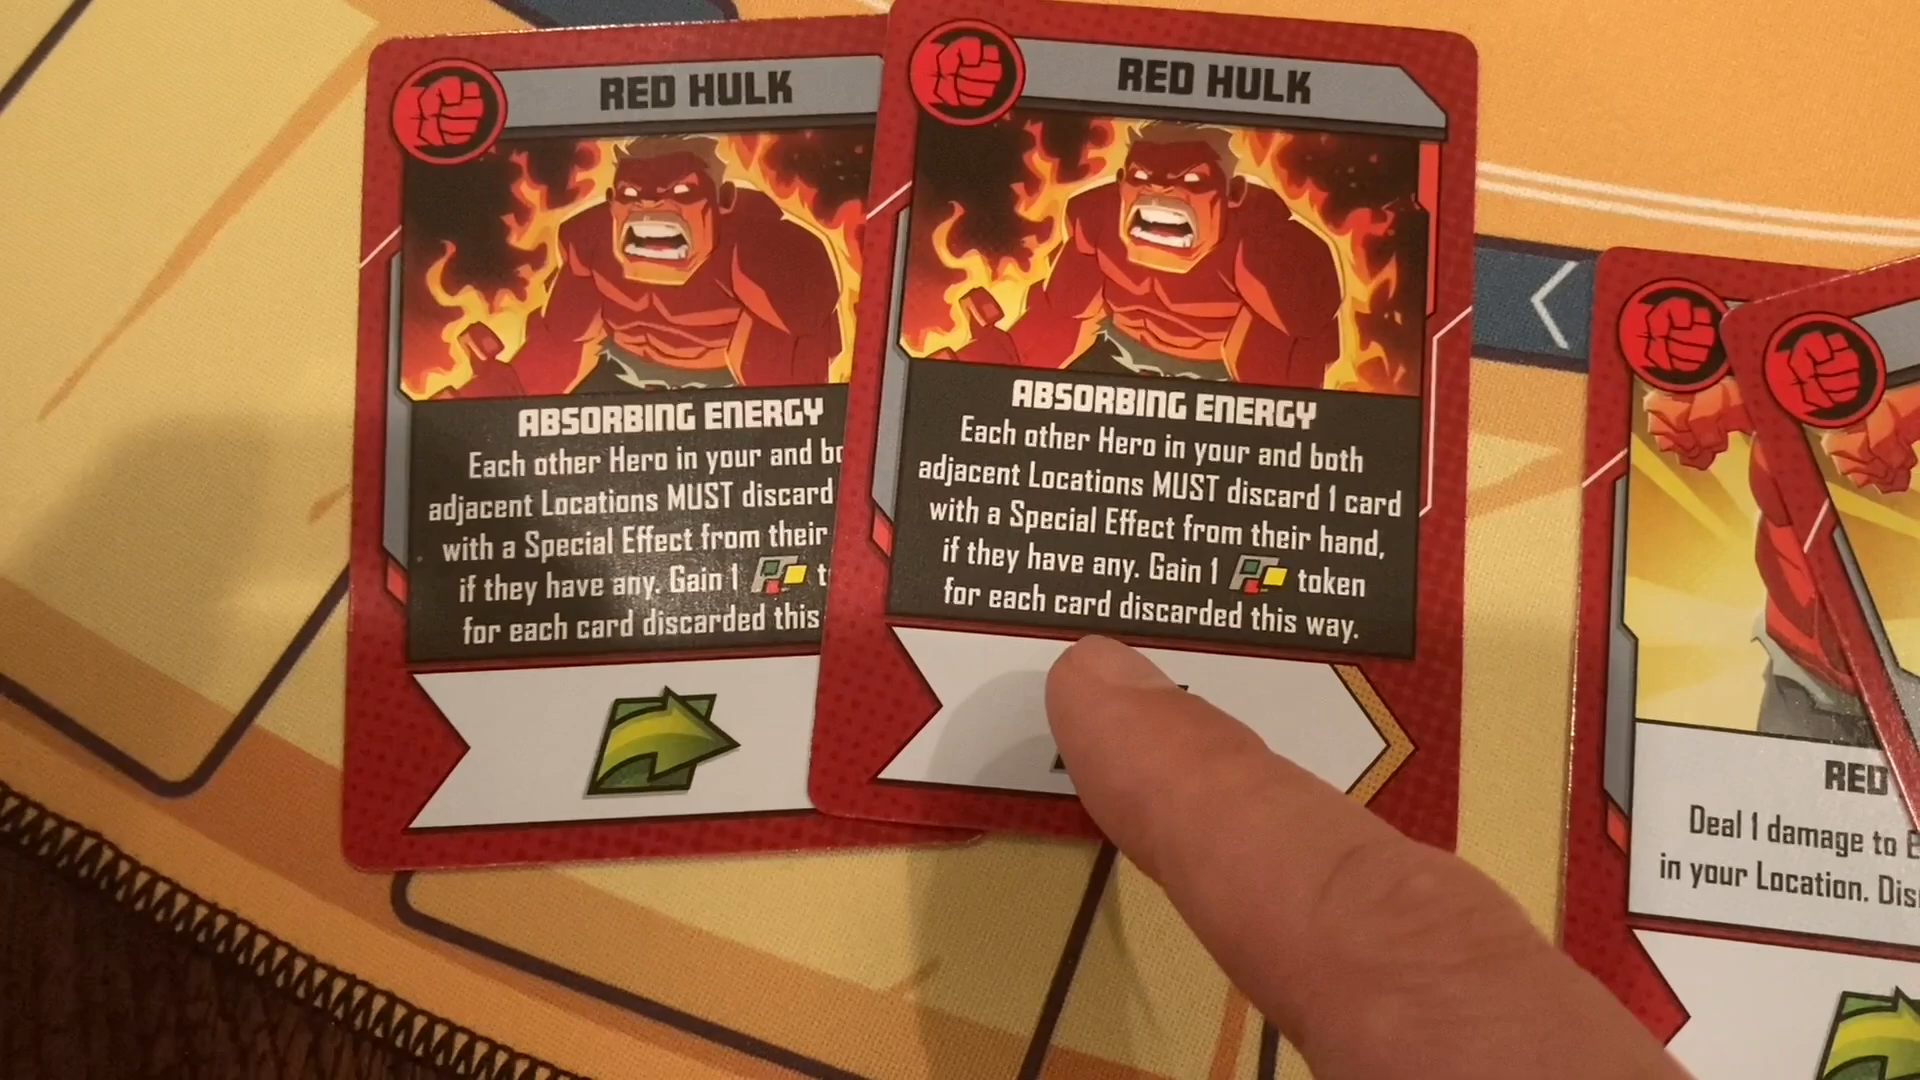 RED HULK
ABSORBING ENERGY
Each other Hero in your and
adjacent Locations MUST discard
with a Special Effect from their
if they have any. Gain 1
for each card discarded this
RED HULK
ABSORBING ENERGY
Each other Hero in your and both
adjacent Locations MUST discard 1 card
with a Special Effect from their hand,
if they have any. Gain 1 token
for each card discarded this way.
RED
Deal 1 damage to
in your Location.